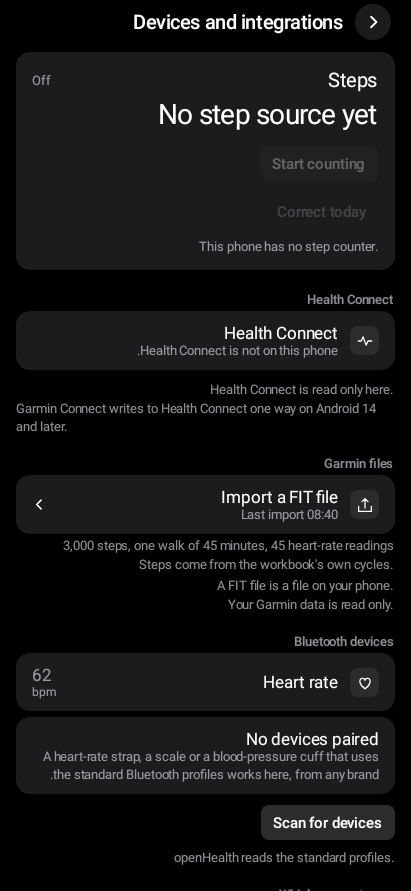 Devices and integrations
Steps
Off
No step source yet
Start counting
Correct today
This phone has no step counter.
Health Connect
Health Connect
.Health Connect is not on this phone
Health Connect is read only here.
Garmin Connect writes to Health Connect one way on Android 14
and later.
Garmin files
Import a FIT file
Last import 08:40
3,000 steps, one walk of 45 minutes, 45 heart-rate readings
Steps come from the workbook's own cycles.
A FIT file is a file on your phone.
Your Garmin data is read only.
Bluetooth devices
Heart rate
62
bpm
No devices paired
A heart-rate strap, a scale or a blood-pressure cuff that uses
.the standard Bluetooth profiles works here, from any brand
Scan for devices
openHealth reads the standard profiles.